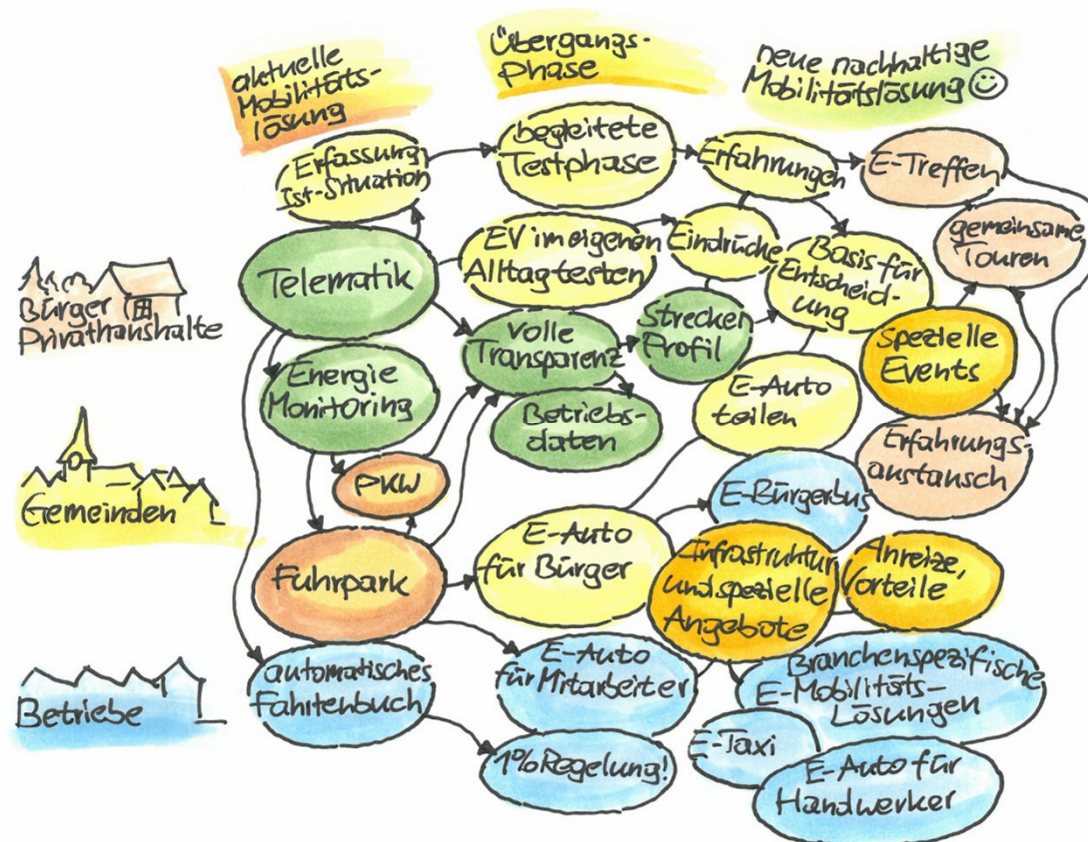 aktuelle
Mobilitäts-
lösung
Übergangs-
phase
neue nachhaltige
Mobilitätslösung
Erfassung
Ist-Situation
begleitete
Testphase
Erfahrungen
E-Treffen
Telematik
EV im eigenen
Alltag testen
Eindrücke
Basis für
Entscheid-
ung
gemeinsame
Touren
Bürger
Privathaushalte
Energie
Monitoring
Volle
Transparenz
Strecken
Profil
Spezielle
Events
Betriebs-
daten
E-Auto
teilen
Erfahrungs-
austausch
Gemeinden
PKW
E-Bürgerbus
Fuhrpark
E-Auto
für Bürger
Infrastruktur
und spezielle
Angebote
Anreize,
Vorteile
Betriebe
automatisches
Fahrtenbuch
E-Auto
für Mitarbeiter
Branchenspezifische
E-Mobilitäts-
Lösungen
1% Regelung!
E-Taxi
E-Auto für
Handwerker